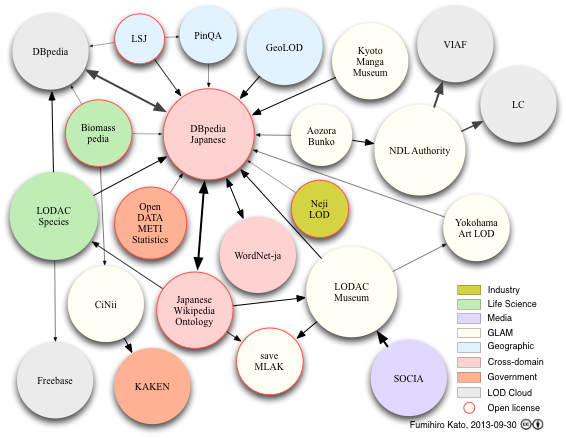 DBpedia
LSJ
PinQA
GeoLOD
Kyoto
Manga
Museum
VIAF
LC
Biomass
pedia
DBpedia
Japanese
Aozora
Bunko
NDL Authority
LODAC
Species
Open
DATA
METI
Statistics
Neji
LOD
WordNet-ja
Yokohama
Art LOD
CiNii
Japanese
Wikipedia
Ontology
LODAC
Museum
save
MLAK
Freebase
KAKEN
SOCIA
Industry
Life Science
Media
GLAM
Geographic
Cross-domain
Government
LOD Cloud
Open license
Fumihiro Kato, 2013-09-30